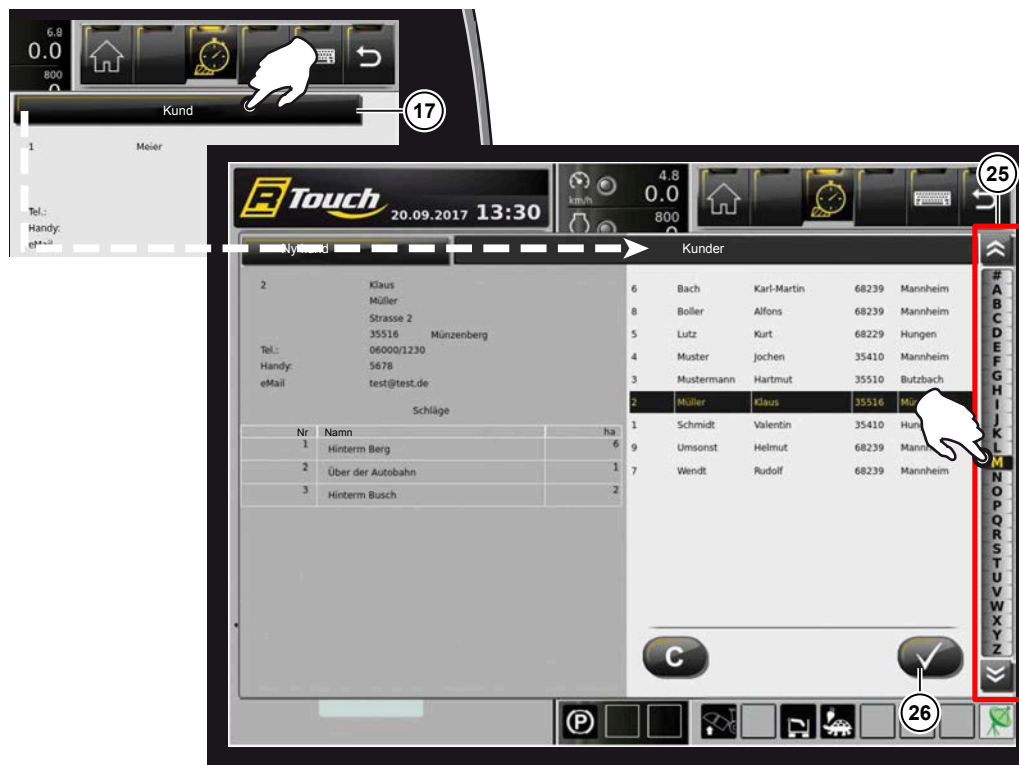 6.8
0.0
800
Kund
17
1 Meier
Tel.:
Handy:
eMail
25
R Touch 20.09.2017 13:30
km/h
4.8
0.0
800
Kunder
2 Klaus
Müller
Strasse 2
35516 Münzenberg
Tel.: 06000/1230
Handy: 5678
eMail test@test.de
Schläge
Nr Namn ha
1 Hinterm Berg 6
2 Über der Autobahn 1
3 Hinterm Busch 2
6 Bach Karl-Martin 68239 Mannheim
8 Boller Alfons 68239 Mannheim
5 Lutz Kurt 68229 Hungen
4 Muster Jochen 35410 Mannheim
3 Mustermann Hartmut 35510 Butzbach
2 Müller Klaus 35516
1 Schmidt Valentin 35410
9 Umsonst Helmut 68239
7 Wendt Rudolf 68239 Mannheim
#
A
B
C
D
E
F
G
H
I
J
K
L
M
N
O
P
Q
R
S
T
U
V
W
X
Y
Z
C
26
P